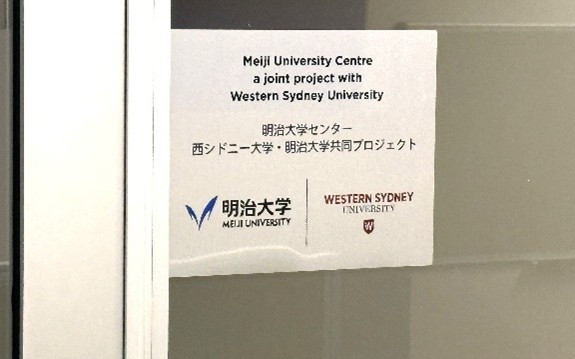 Meiji University Centre
a joint project with
Western Sydney University
明治大学センター
西シドニー大学・明治大学共同プロジェクト
明治大学
MEIJI UNIVERSITY
WESTERN SYDNEY
UNIVERSITY
W